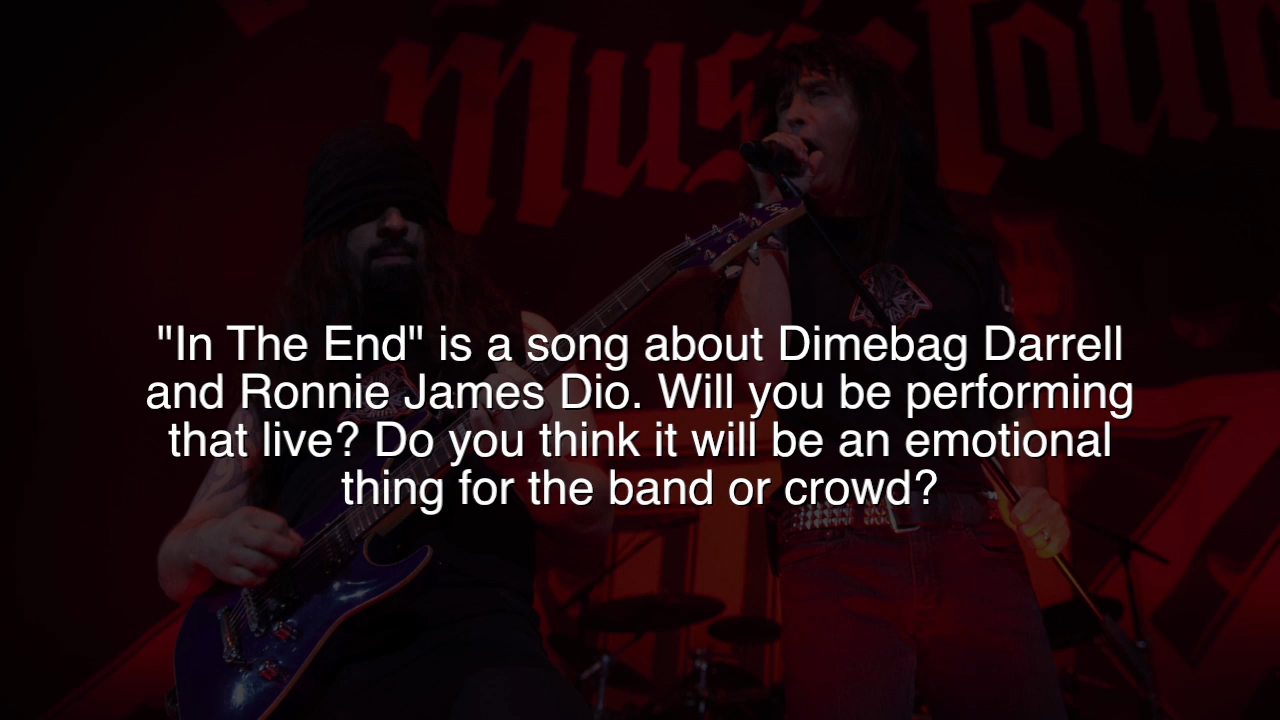 Music
"In The End" is a song about Dimebag Darrell
and Ronnie James Dio. Will you be performing
that live? Do you think it will be an emotional
thing for the band or crowd?